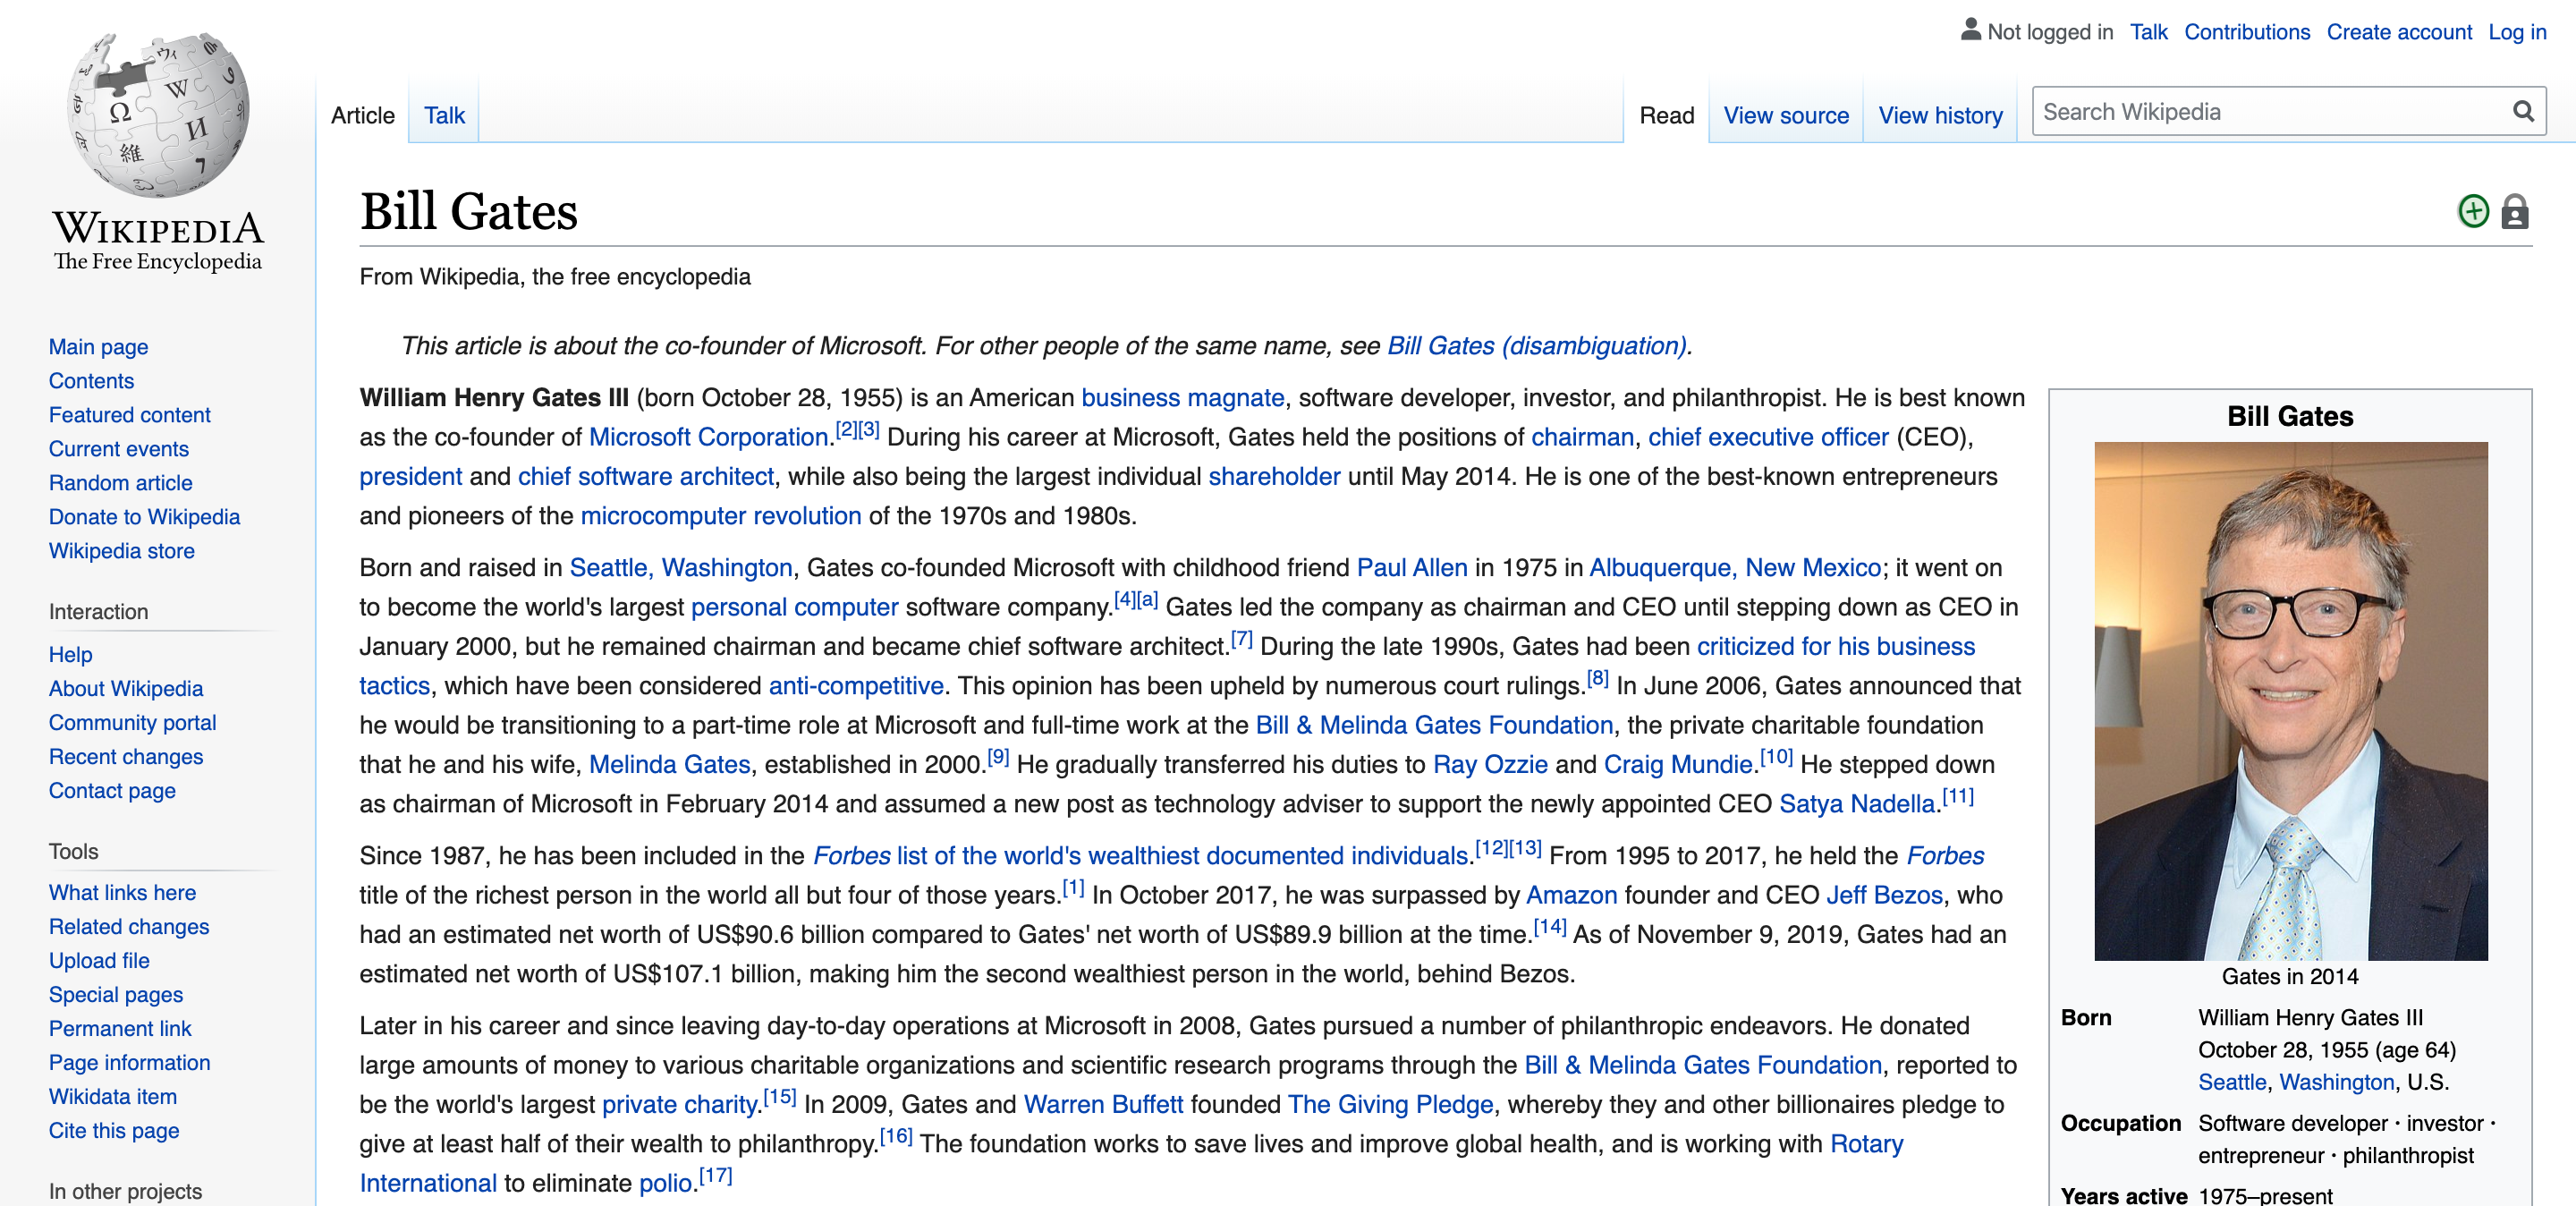 Not logged in Talk Contributions Create account Log in
Article Talk
Read View source View history Search Wikipedia
WIKIPEDIA
The Free Encyclopedia
Main page
Contents
Featured content
Current events
Random article
Donate to Wikipedia
Wikipedia store
Interaction
Help
About Wikipedia
Community portal
Recent changes
Contact page
Tools
What links here
Related changes
Upload file
Special pages
Permanent link
Page information
Wikidata item
Cite this page
In other projects
Bill Gates
From Wikipedia, the free encyclopedia
This article is about the co-founder of Microsoft. For other people of the same name, see Bill Gates (disambiguation).
William Henry Gates III (born October 28, 1955) is an American business magnate, software developer, investor, and philanthropist. He is best known
as the co-founder of Microsoft Corporation.[2][3] During his career at Microsoft, Gates held the positions of chairman, chief executive officer (CEO),
president and chief software architect, while also being the largest individual shareholder until May 2014. He is one of the best-known entrepreneurs
and pioneers of the microcomputer revolution of the 1970s and 1980s.
Born and raised in Seattle, Washington, Gates co-founded Microsoft with childhood friend Paul Allen in 1975 in Albuquerque, New Mexico; it went on
to become the world's largest personal computer software company.[4][a] Gates led the company as chairman and CEO until stepping down as CEO in
January 2000, but he remained chairman and became chief software architect.[7] During the late 1990s, Gates had been criticized for his business
tactics, which have been considered anti-competitive. This opinion has been upheld by numerous court rulings.[8] In June 2006, Gates announced that
he would be transitioning to a part-time role at Microsoft and full-time work at the Bill & Melinda Gates Foundation, the private charitable foundation
that he and his wife, Melinda Gates, established in 2000.[9] He gradually transferred his duties to Ray Ozzie and Craig Mundie.[10] He stepped down
as chairman of Microsoft in February 2014 and assumed a new post as technology adviser to support the newly appointed CEO Satya Nadella.[11]
Since 1987, he has been included in the Forbes list of the world's wealthiest documented individuals.[12][13] From 1995 to 2017, he held the Forbes
title of the richest person in the world all but four of those years.[1] In October 2017, he was surpassed by Amazon founder and CEO Jeff Bezos, who
had an estimated net worth of US$90.6 billion compared to Gates' net worth of US$89.9 billion at the time.[14] As of November 9, 2019, Gates had an
estimated net worth of US$107.1 billion, making him the second wealthiest person in the world, behind Bezos.
Later in his career and since leaving day-to-day operations at Microsoft in 2008, Gates pursued a number of philanthropic endeavors. He donated
large amounts of money to various charitable organizations and scientific research programs through the Bill & Melinda Gates Foundation, reported to
be the world's largest private charity.[15] In 2009, Gates and Warren Buffett founded The Giving Pledge, whereby they and other billionaires pledge to
give at least half of their wealth to philanthropy.[16] The foundation works to save lives and improve global health, and is working with Rotary
International to eliminate polio.[17]
Bill Gates
Gates in 2014
Born William Henry Gates III
October 28, 1955 (age 64)
Seattle, Washington, U.S.
Occupation Software developer · investor ·
entrepreneur · philanthropist
Years active 1975–present